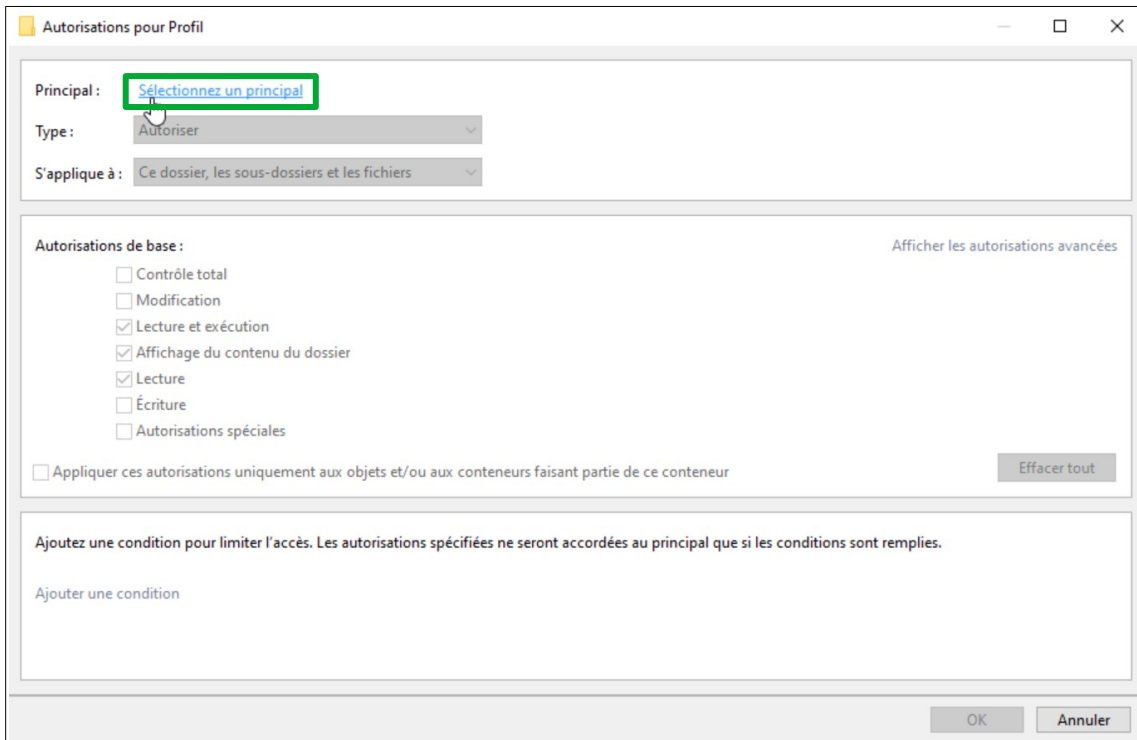 Autorisations pour Profil
Principal : Sélectionnez un principal
Type : Autoriser
S'applique à : Ce dossier, les sous-dossiers et les fichiers
Autorisations de base : Afficher les autorisations avancées
Contrôle total
Modification
Lecture et exécution
Affichage du contenu du dossier
Lecture
Écriture
Autorisations spéciales
Appliquer ces autorisations uniquement aux objets et/ou aux conteneurs faisant partie de ce conteneur Effacer tout
Ajoutez une condition pour limiter l'accès. Les autorisations spécifiées ne seront accordées au principal que si les conditions sont remplies.
Ajouter une condition
OK Annuler